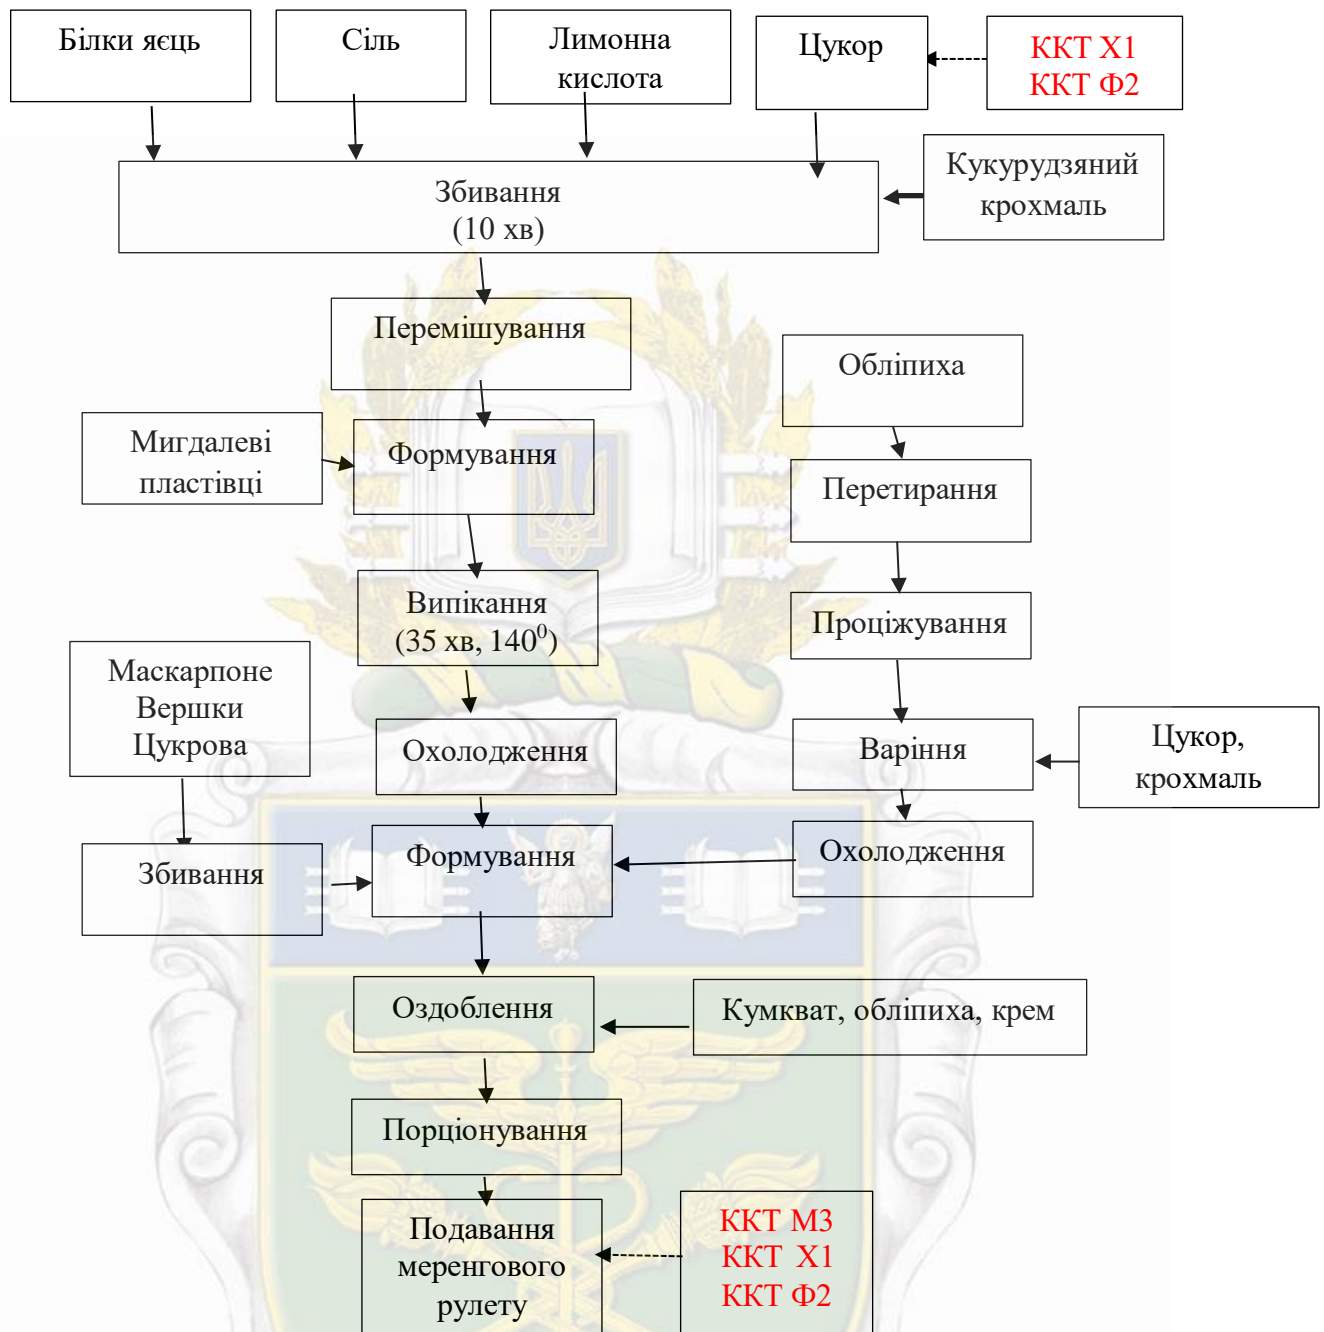 Білки яєць
Сіль
Лимонна
кислота
Цукор
ККТ Х1
ККТ Ф2
Збивання
(10 хв)
Кукурудзяний
крохмаль
Перемішування
Обліпиха
Мигдалеві
пластівці
Формування
Перетирання
Випікання
(35 хв, 140⁰)
Проціжування
Маскарпоне
Вершки
Цукрова
Охолодження
Варіння
Цукор,
крохмаль
Збивання
Формування
Охолодження
Оздоблення
Кумкват, обліпиха, крем
Порціонування
Подавання
меренгового
рулету
ККТ М3
ККТ Х1
ККТ Ф2